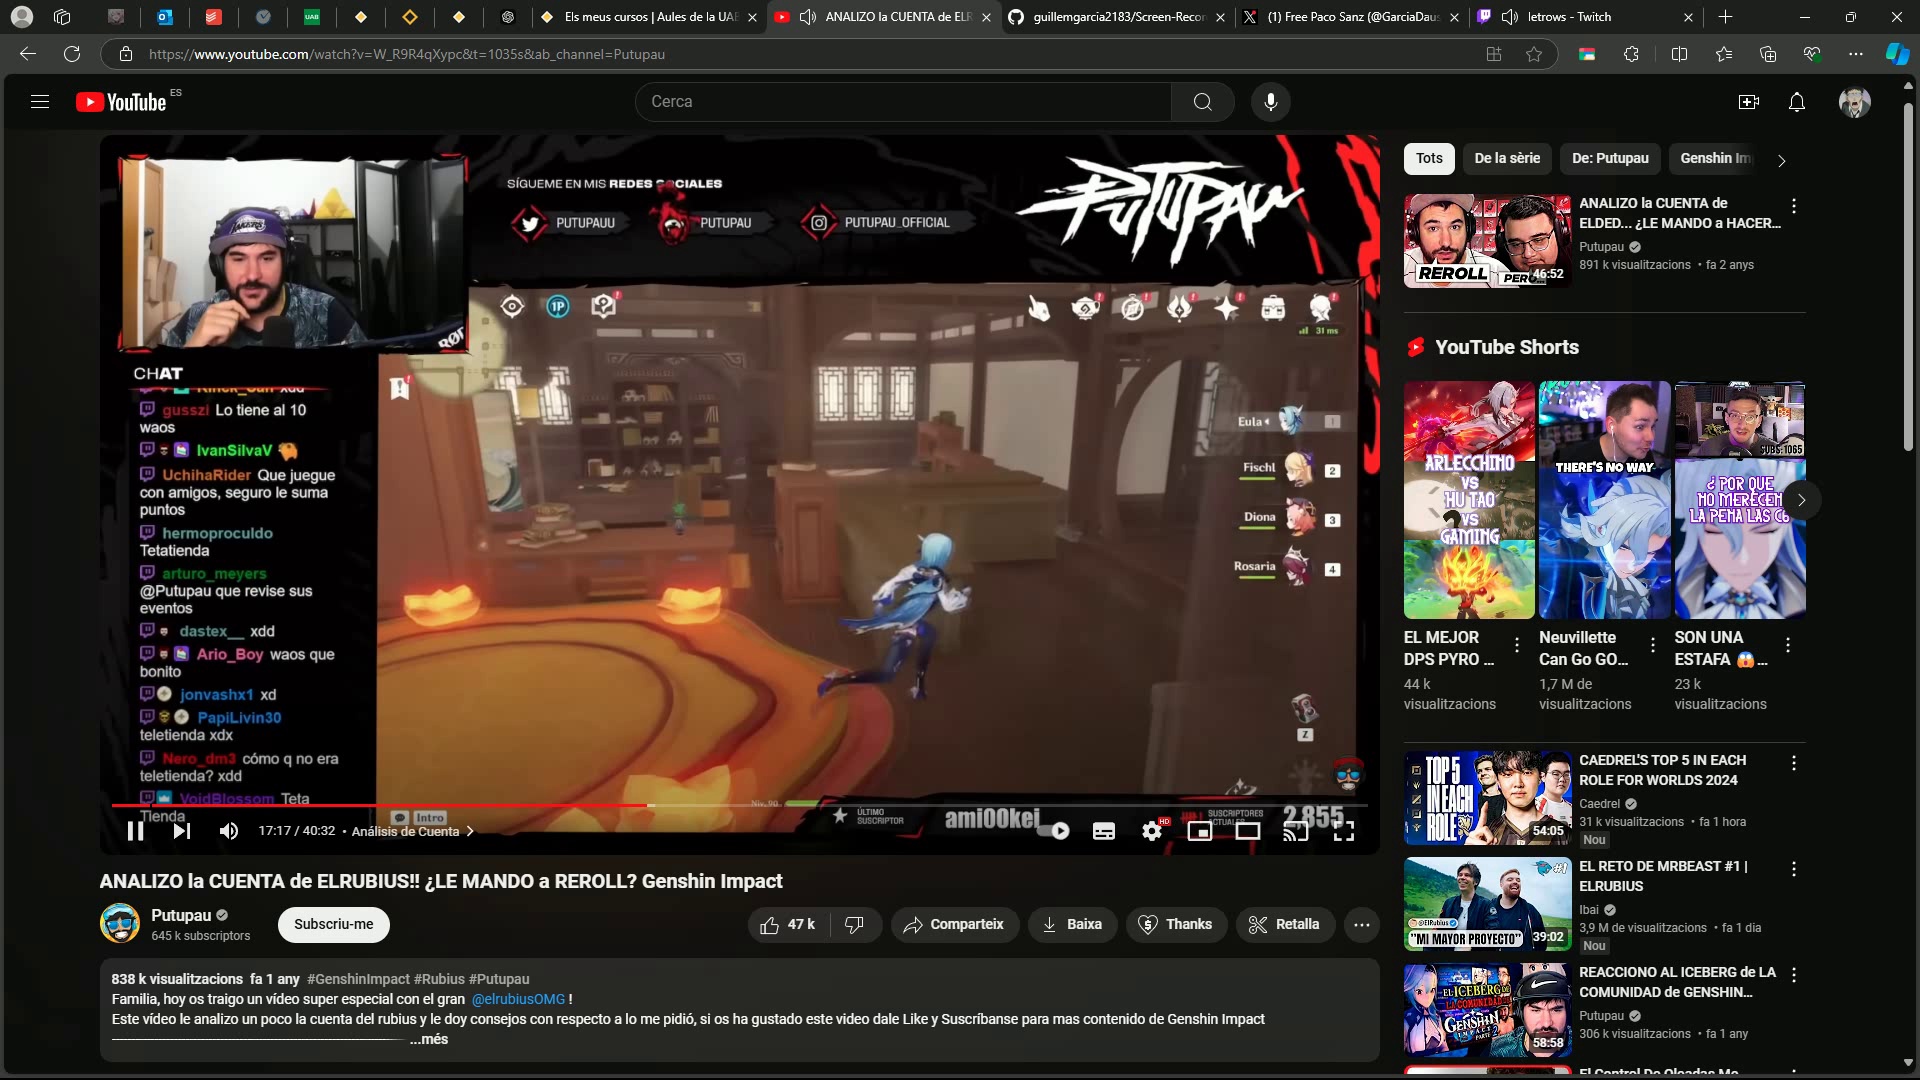 Els meus cursos | Aules de la UAB
ANALIZO la CUENTA de ELR
guillemgarcia2183/Screen-Recor
(1) Free Paco Sanz (@GarciaDaus
letrows - Twitch
https://www.youtube.com/watch?v=W_R9R4qXypc&t=1035s&ab_channel=Putupau
YouTube ES
Cerca
SÍGUEME EN MIS REDES SOCIALES
PUTUPAUU
PUTUPAU
PUTUPAU_OFFICIAL
PUTUPAU
CHAT
gusszi Lo tiene al 10
waos
IvanSilvaV
UchihaRider Que juegue
con amigos, seguro le suma
puntos
hermoproculdo
Tetatienda
arturo_meyers
@Putupau que revise sus
eventos
dastex__ xdd
Ario_Boy waos que
bonito
jonvashx1 xd
PapiLivin30
teletienda xdx
Nero_dm3 cómo q no era
teletienda? xdd
VoidBlossom Teta
Tienda
1P
31 ms
Eula 1
Fischl 2
Diona 3
Rosaria 4
Z
Niv. 90
Intro
ÚLTIMO
SUSCRIPTOR
ami00kei
SUSCRIPTORES
ACTUALES
2.855
17:17 / 40:32 • Análisis de Cuenta
HD
ANALIZO la CUENTA de ELRUBIUS!! ¿LE MANDO a REROLL? Genshin Impact
Putupau
645 k subscriptors
Subscriu-me
47 k
Comparteix
Baixa
Thanks
Retalla
838 k visualitzacions fa 1 any #GenshinImpact #Rubius #Putupau
Familia, hoy os traigo un vídeo super especial con el gran @elrubiusOMG !
Este vídeo le analizo un poco la cuenta del rubius y le doy consejos con respecto a lo me pidió, si os ha gustado este video dale Like y Suscríbanse para mas contenido de Genshin Impact
...més
Tots
De la sèrie
De: Putupau
Genshin Im
REROLL
PERO...
46:52
ANALIZO la CUENTA de
ELDED... ¿LE MANDO a HACER...
Putupau
891 k visualitzacions • fa 2 anys
YouTube Shorts
ARLECCHINO
VS
HU TAO
VS
GAMING
THERE'S NO WAY
SUBS:1065
¿ POR QUE
NO MERECEN
LA PENA LAS C6
EL MEJOR
DPS PYRO ...
44 k
visualitzacions
Neuvillette
Can Go GO...
1,7 M de
visualitzacions
SON UNA
ESTAFA 😱...
23 k
visualitzacions
TOP 5
IN EACH
ROLE
54:05
CAEDREL'S TOP 5 IN EACH
ROLE FOR WORLDS 2024
Caedrel
31 k visualitzacions • fa 1 hora
Nou
#1
@ElRubius
"MI MAYOR PROYECTO"
39:02
EL RETO DE MRBEAST #1 |
ELRUBIUS
Ibai
3,9 M de visualitzacions • fa 1 dia
Nou
EL ICEBERG DE
LA COMUNIDAD de
GENSHIN
IMPACT
PARTE 2
58:58
REACCIONO AL ICEBERG de LA
COMUNIDAD de GENSHIN...
Putupau
306 k visualitzacions • fa 1 any